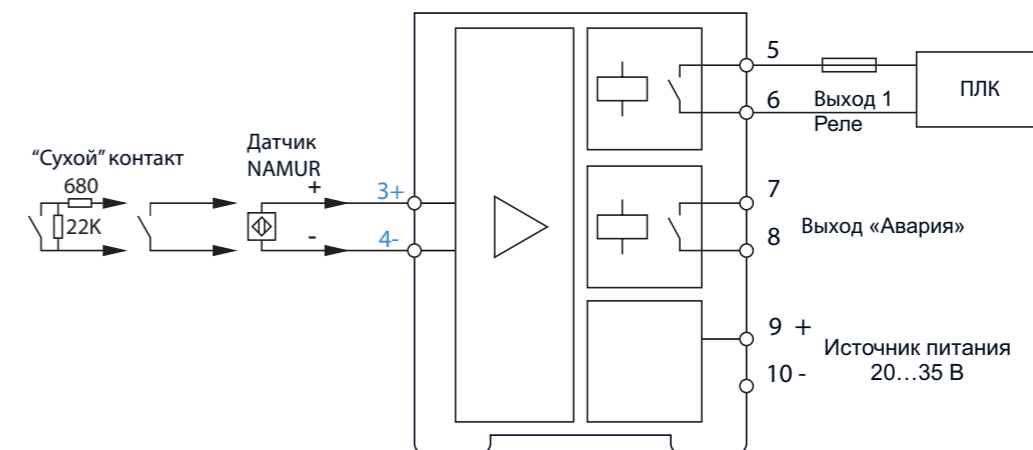 "Сухой" контакт
680
22K
Датчик
NAMUR
+
-
3+
4-
5
6
Выход 1
Реле
ПЛК
7
8
Выход «Авария»
9 +
10 -
Источник питания
20…35 В